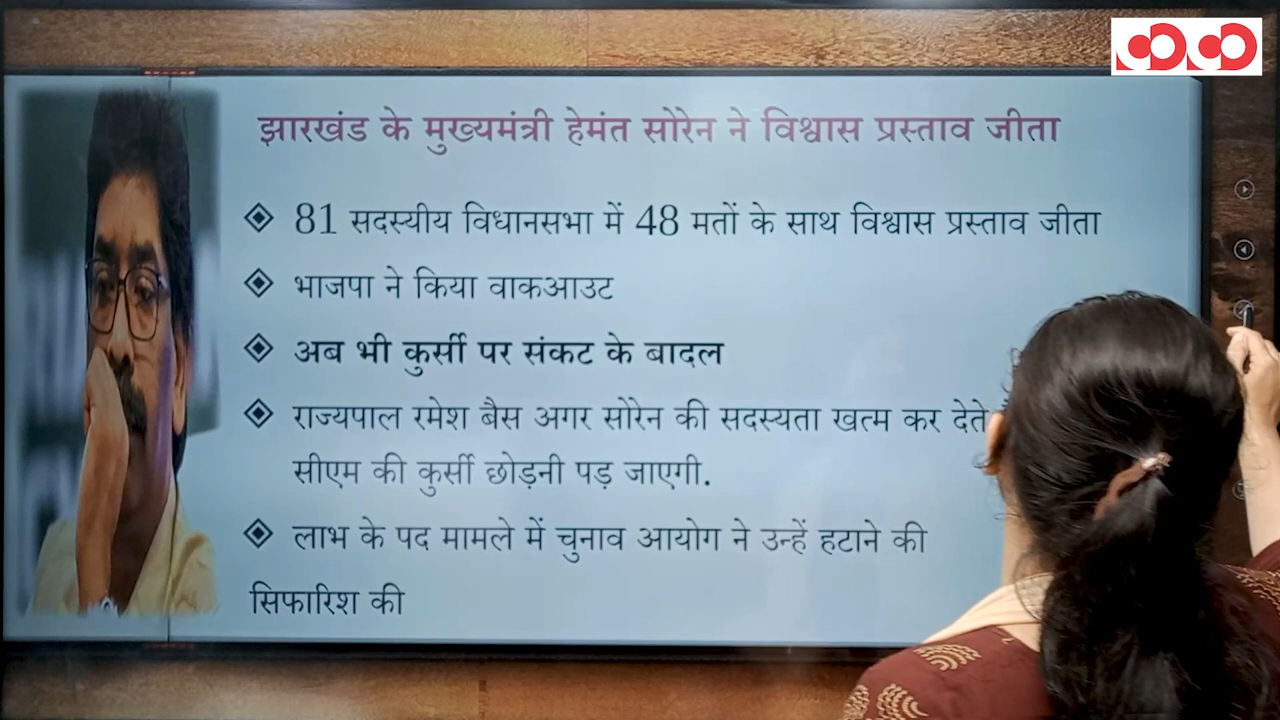 झारखंड के मुख्यमंत्री हेमंत सोरेन ने विश्वास प्रस्ताव जीता
81 सदस्यीय विधानसभा में 48 मतों के साथ विश्वास प्रस्ताव जीता
भाजपा ने किया वाकआउट
अब भी कुर्सी पर संकट के बादल
राज्यपाल रमेश बैस अगर सोरेन की सदस्यता खत्म कर देते
सीएम की कुर्सी छोड़नी पड़ जाएगी.
लाभ के पद मामले में चुनाव आयोग ने उन्हें हटाने की
सिफारिश की